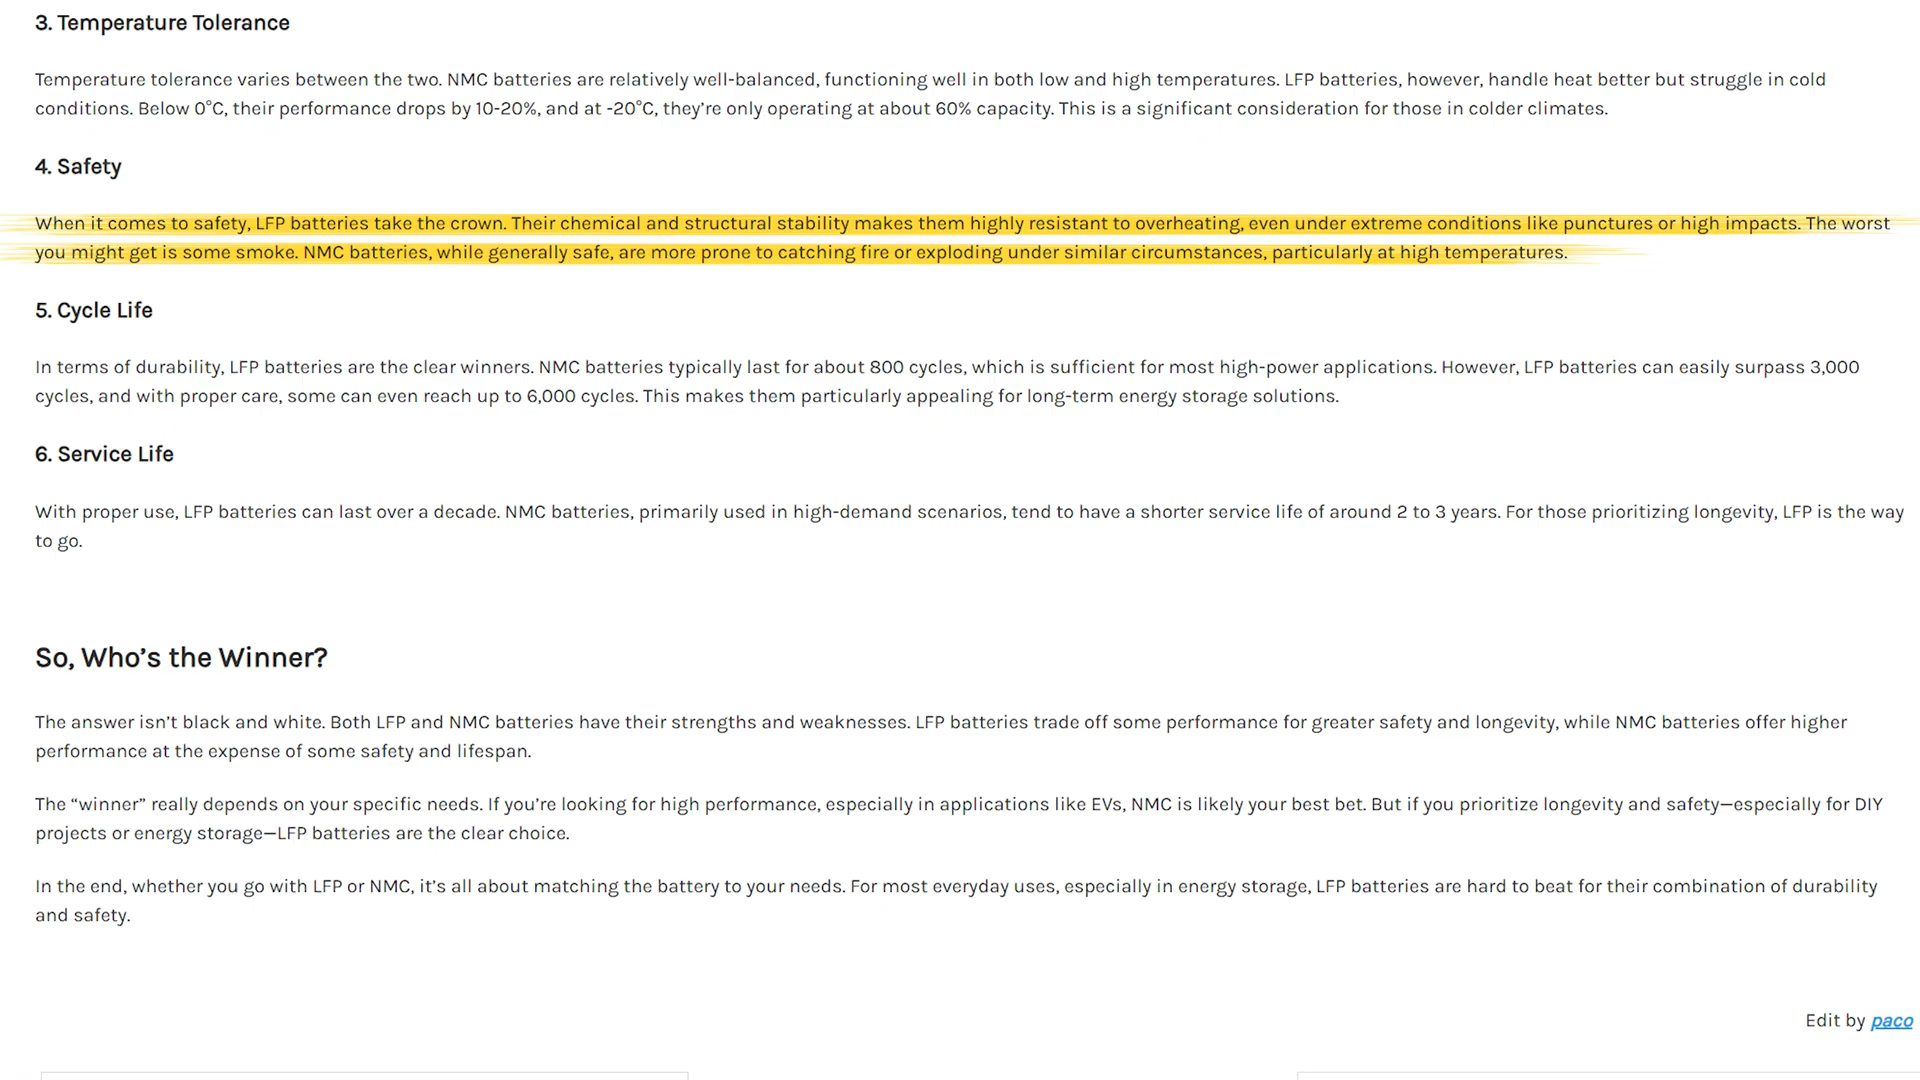 3. Temperature Tolerance
Temperature tolerance varies between the two. NMC batteries are relatively well-balanced, functioning well in both low and high temperatures. LFP batteries, however, handle heat better but struggle in cold
conditions. Below 0°C, their performance drops by 10-20%, and at -20°C, they’re only operating at about 60% capacity. This is a significant consideration for those in colder climates.
4. Safety
When it comes to safety, LFP batteries take the crown. Their chemical and structural stability makes them highly resistant to overheating, even under extreme conditions like punctures or high impacts. The worst
you might get is some smoke. NMC batteries, while generally safe, are more prone to catching fire or exploding under similar circumstances, particularly at high temperatures.
5. Cycle Life
In terms of durability, LFP batteries are the clear winners. NMC batteries typically last for about 800 cycles, which is sufficient for most high-power applications. However, LFP batteries can easily surpass 3,000
cycles, and with proper care, some can even reach up to 6,000 cycles. This makes them particularly appealing for long-term energy storage solutions.
6. Service Life
With proper use, LFP batteries can last over a decade. NMC batteries, primarily used in high-demand scenarios, tend to have a shorter service life of around 2 to 3 years. For those prioritizing longevity, LFP is the way
to go.
So, Who’s the Winner?
The answer isn’t black and white. Both LFP and NMC batteries have their strengths and weaknesses. LFP batteries trade off some performance for greater safety and longevity, while NMC batteries offer higher
performance at the expense of some safety and lifespan.
The “winner” really depends on your specific needs. If you’re looking for high performance, especially in applications like EVs, NMC is likely your best bet. But if you prioritize longevity and safety—especially for DIY
projects or energy storage—LFP batteries are the clear choice.
In the end, whether you go with LFP or NMC, it’s all about matching the battery to your needs. For most everyday uses, especially in energy storage, LFP batteries are hard to beat for their combination of durability
and safety.
Edit by paco